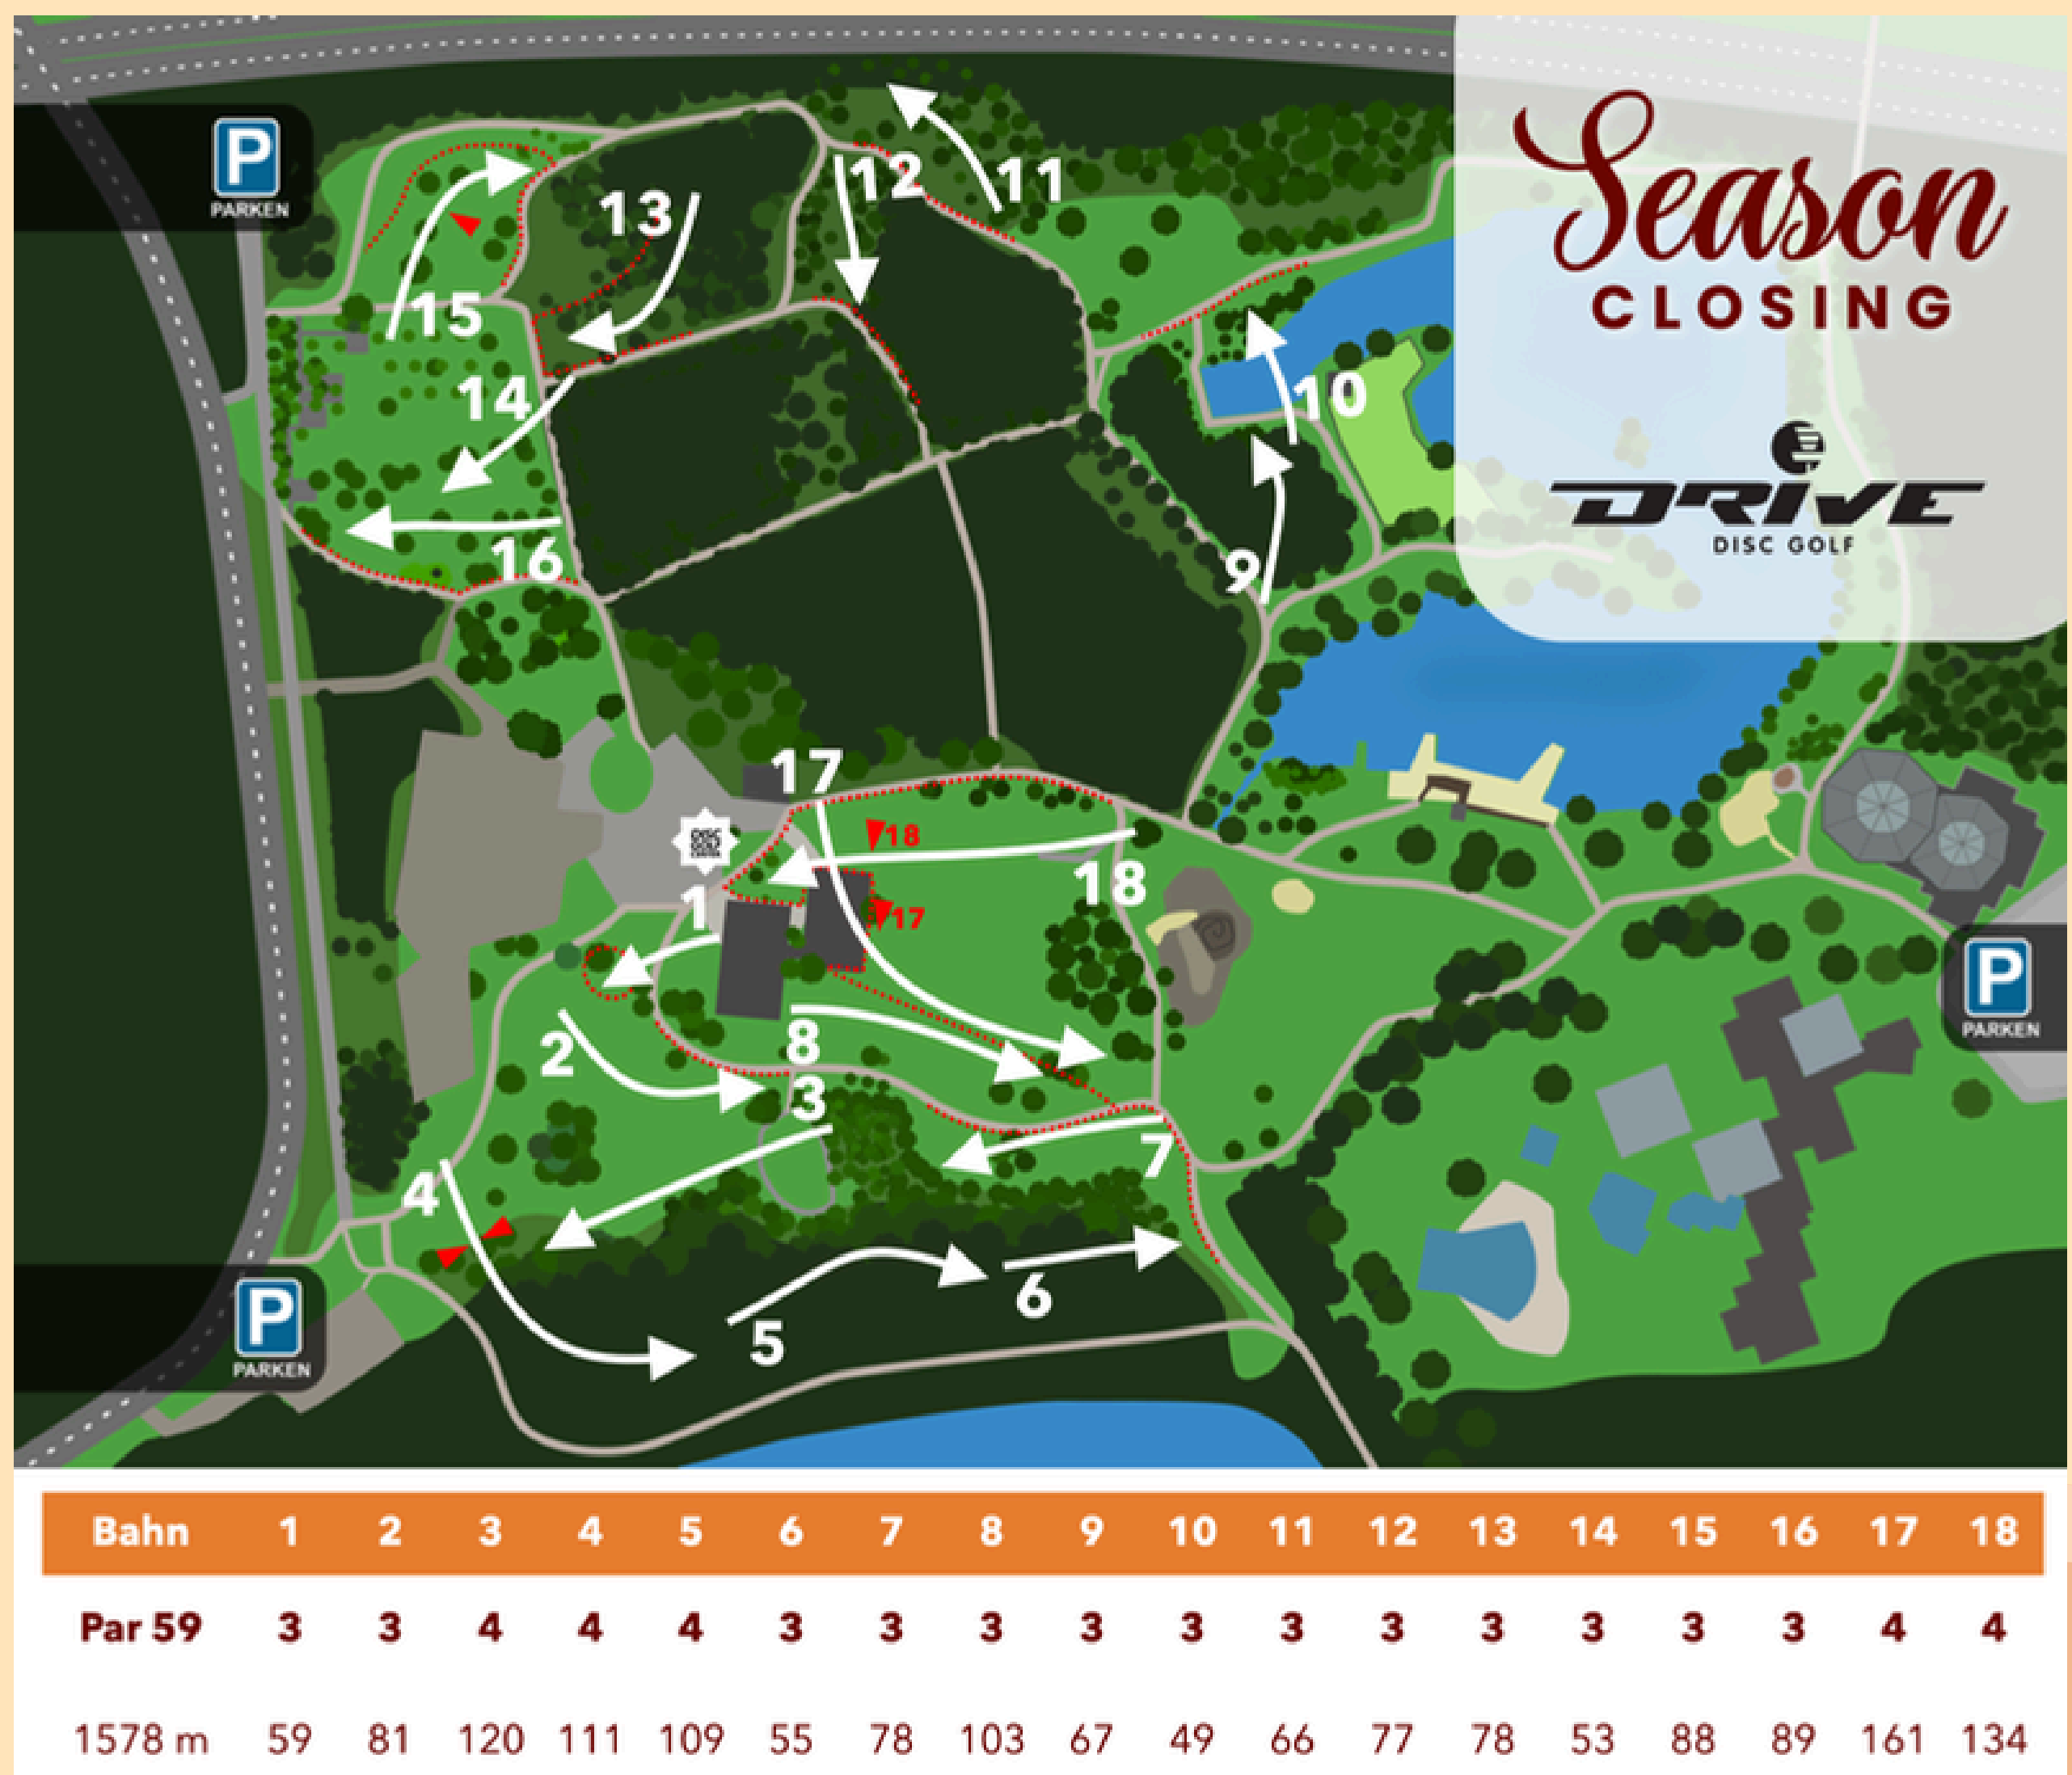 Season
CLOSING
DRIVE
DISC GOLF
P
PARKEN
12
11
13
15
14
10
16
9
17
DISC
GOLF
18
18
1
17
P
PARKEN
2
8
3
7
4
6
5
P
PARKEN
Bahn 1 2 3 4 5 6 7 8 9 10 11 12 13 14 15 16 17 18
Par 59 3 3 4 4 4 3 3 3 3 3 3 3 3 3 3 3 4 4
1578 m 59 81 120 111 109 55 78 103 67 49 66 77 78 53 88 89 161 134